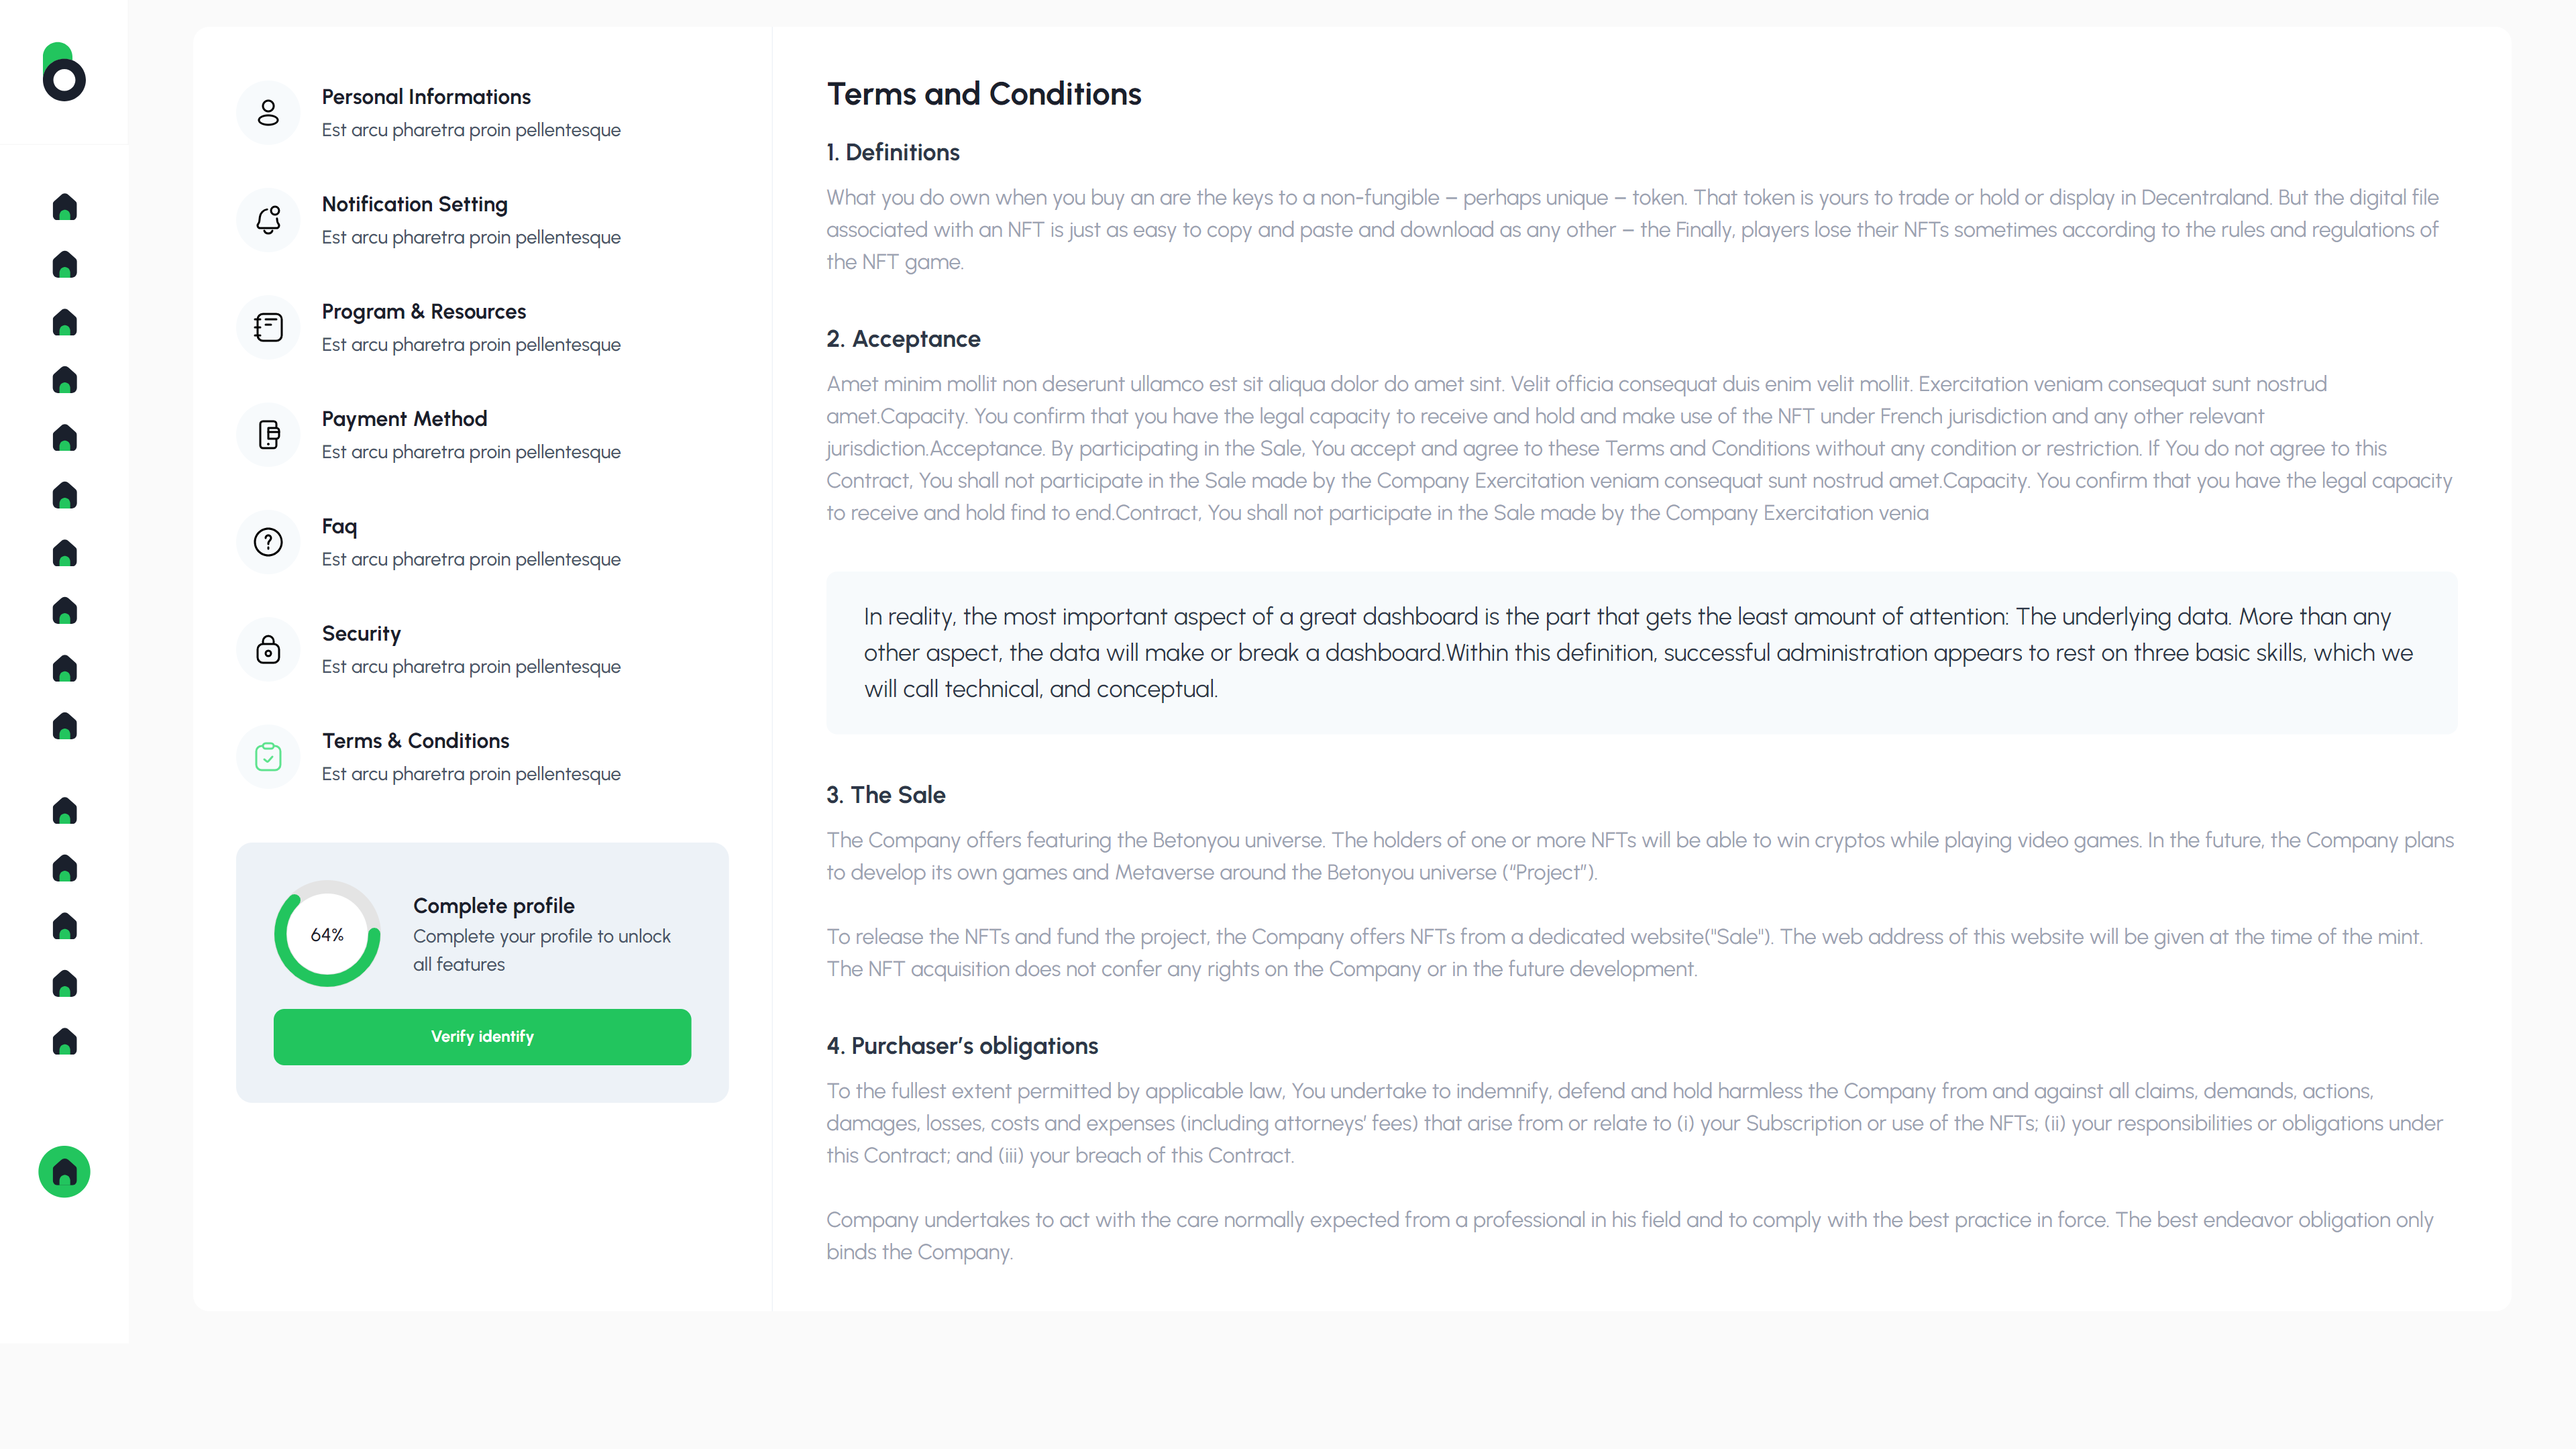 Personal Informations
Est arcu pharetra proin pellentesque
Notification Setting
Est arcu pharetra proin pellentesque
Program & Resources
Est arcu pharetra proin pellentesque
Payment Method
Est arcu pharetra proin pellentesque
Faq
Est arcu pharetra proin pellentesque
Security
Est arcu pharetra proin pellentesque
Terms & Conditions
Est arcu pharetra proin pellentesque
64%
Complete profile
Complete your profile to unlock
all features
Verify identify
Terms and Conditions
1. Definitions
What you do own when you buy an are the keys to a non-fungible – perhaps unique – token. That token is yours to trade or hold or display in Decentraland. But the digital file
associated with an NFT is just as easy to copy and paste and download as any other – the Finally, players lose their NFTs sometimes according to the rules and regulations of
the NFT game.
2. Acceptance
Amet minim mollit non deserunt ullamco est sit aliqua dolor do amet sint. Velit officia consequat duis enim velit mollit. Exercitation veniam consequat sunt nostrud
amet.Capacity. You confirm that you have the legal capacity to receive and hold and make use of the NFT under French jurisdiction and any other relevant
jurisdiction.Acceptance. By participating in the Sale, You accept and agree to these Terms and Conditions without any condition or restriction. If You do not agree to this
Contract, You shall not participate in the Sale made by the Company Exercitation veniam consequat sunt nostrud amet.Capacity. You confirm that you have the legal capacity
to receive and hold find to end.Contract, You shall not participate in the Sale made by the Company Exercitation venia
In reality, the most important aspect of a great dashboard is the part that gets the least amount of attention: The underlying data. More than any
other aspect, the data will make or break a dashboard.Within this definition, successful administration appears to rest on three basic skills, which we
will call technical, and conceptual.
3. The Sale
The Company offers featuring the Betonyou universe. The holders of one or more NFTs will be able to win cryptos while playing video games. In the future, the Company plans
to develop its own games and Metaverse around the Betonyou universe (“Project”).
To release the NFTs and fund the project, the Company offers NFTs from a dedicated website("Sale"). The web address of this website will be given at the time of the mint.
The NFT acquisition does not confer any rights on the Company or in the future development.
4. Purchaser’s obligations
To the fullest extent permitted by applicable law, You undertake to indemnify, defend and hold harmless the Company from and against all claims, demands, actions,
damages, losses, costs and expenses (including attorneys’ fees) that arise from or relate to (i) your Subscription or use of the NFTs; (ii) your responsibilities or obligations under
this Contract; and (iii) your breach of this Contract.
Company undertakes to act with the care normally expected from a professional in his field and to comply with the best practice in force. The best endeavor obligation only
binds the Company.